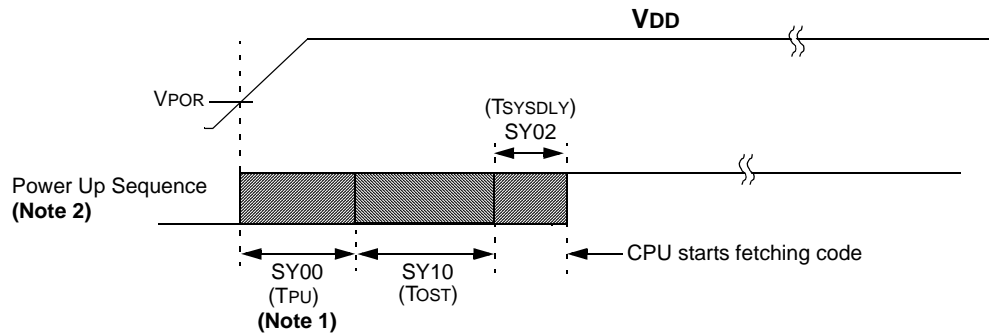 VDD
VPOR
(TSYSDLY)
SY02
Power Up Sequence
(Note 2)
CPU starts fetching code
SY00
(TPU)
(Note 1)
SY10
(TOST)